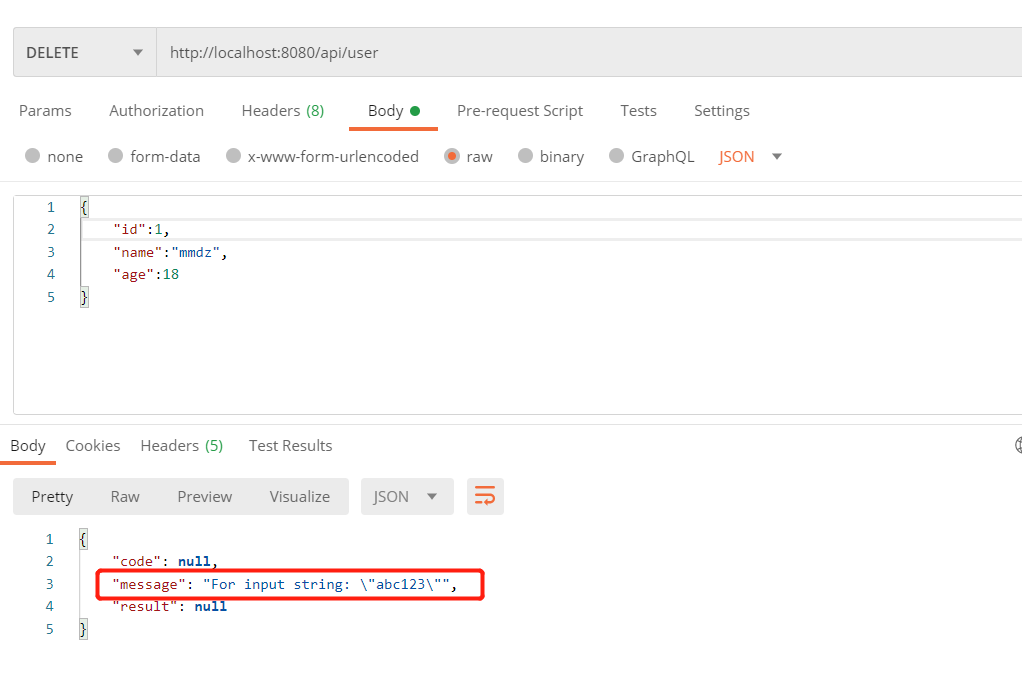 DELETE http://localhost:8080/api/user
Params Authorization Headers (8) Body Pre-request Script Tests Settings
none form-data x-www-form-urlencoded raw binary GraphQL JSON
1 {
2 "id":1,
3 "name":"mmdz",
4 "age":18
5 }
Body Cookies Headers (5) Test Results
Pretty Raw Preview Visualize JSON
1 {
2 "code": null,
3 "message": "For input string: \"abc123\"",
4 "result": null
5 }